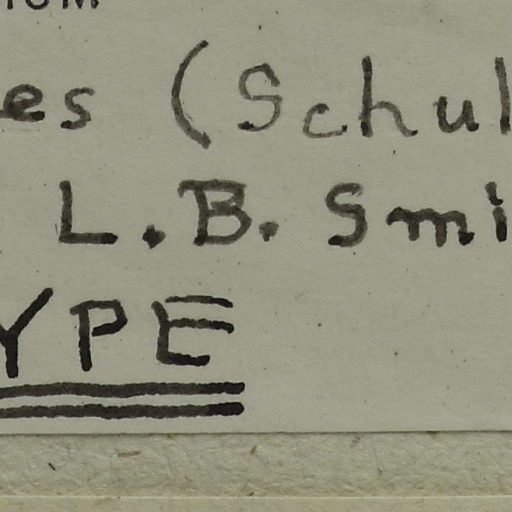 es (Schul
L.B. Smi
YPE